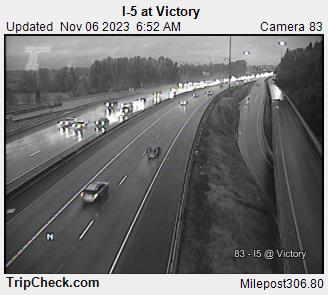 I-5 at Victory
Updated Nov 06 2023 6:52 AM
Camera 83
T
N
83 - I5 @ Victory
TripCheck.com
Milepost306.80